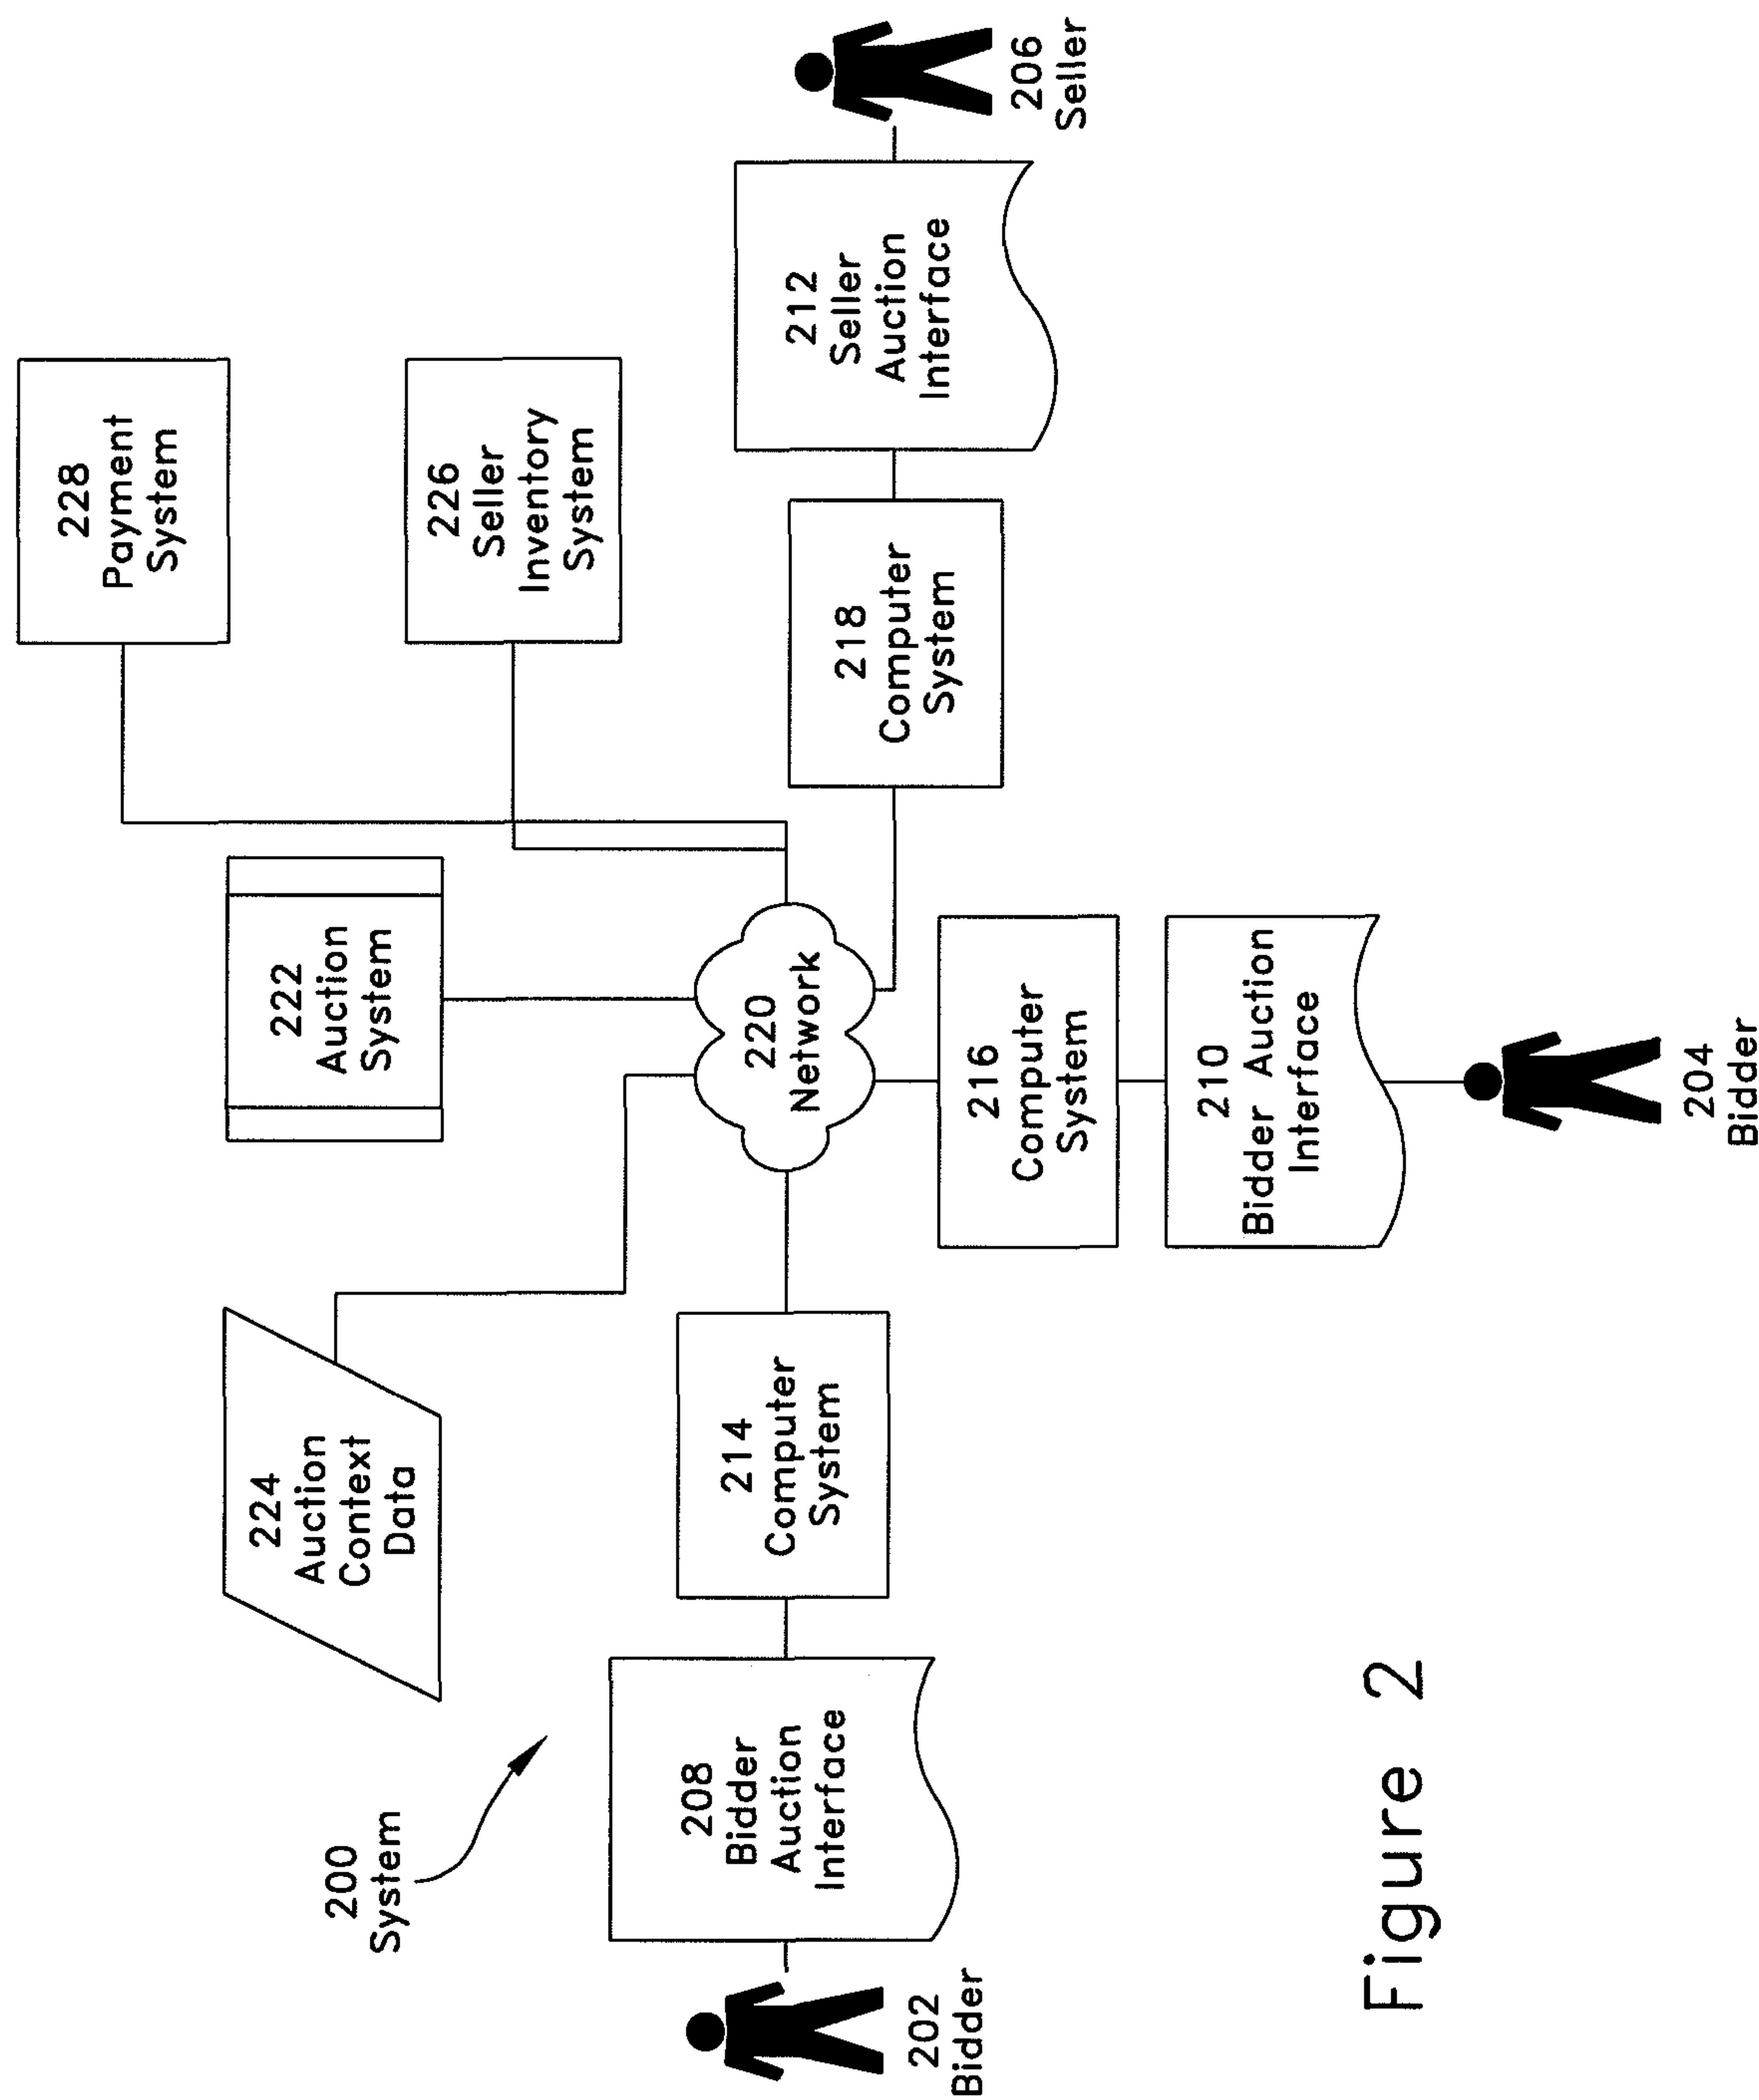 200
System
224
Auction
Context
Data
222
Auction
System
228
Payment
System
226
Seller
Inventory
System
202
Bidder
208
Bidder
Auction
Interface
214
Computer
System
220
Network
218
Computer
System
212
Seller
Auction
Interface
206
Seller
216
Computer
System
210
Bidder Auction
Interface
204
Bidder
Figure 2